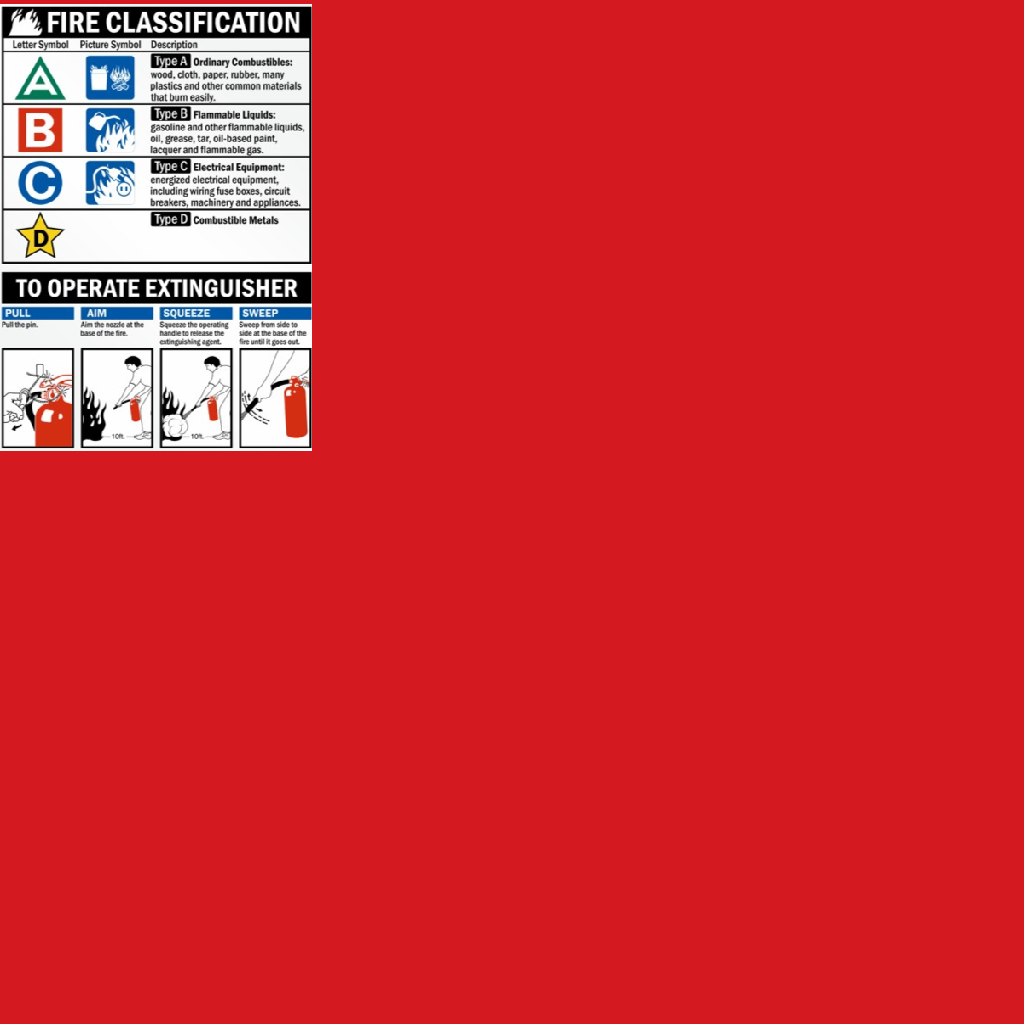 FIRE CLASSIFICATION
Letter Symbol Picture Symbol Description
A
Type A Ordinary Combustibles:
wood, cloth, paper, rubber, many
plastics and other common materials
that burn easily.
B
Type B Flammable Liquids:
gasoline and other flammable liquids,
oil, grease, tar, oil-based paint,
lacquer and flammable gas.
C
Type C Electrical Equipment:
energized electrical equipment,
including wiring fuse boxes, circuit
breakers, machinery and appliances.
D
Type D Combustible Metals
TO OPERATE EXTINGUISHER
PULL
Pull the pin.
AIM
Aim the nozzle at the
base of the fire.
SQUEEZE
Squeeze the operating
handle to release the
extinguishing agent.
SWEEP
Sweep from side to
side at the base of the
fire until it goes out.
10ft.
10ft.